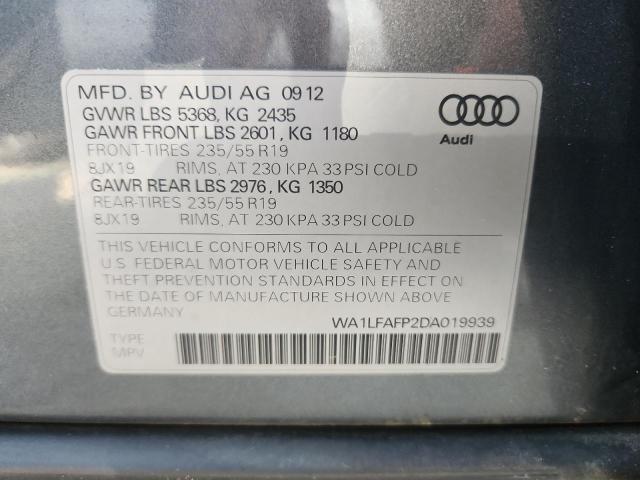 MFD. BY AUDI AG 09 12
GVWR LBS 5368, KG 2435
GAWR FRONT LBS 2601, KG 1180
FRONT-TIRES 235/55 R19
8JX19 RIMS, AT 230 KPA 33 PSI COLD
GAWR REAR LBS 2976, KG 1350
REAR-TIRES 235/55 R19
8JX19 RIMS, AT 230 KPA 33 PSI COLD
Audi
THIS VEHICLE CONFORMS TO ALL APPLICABLE
U.S. FEDERAL MOTOR VEHICLE SAFETY AND
THEFT PREVENTION STANDARDS IN EFFECT ON
THE DATE OF MANUFACTURE SHOWN ABOVE
GERMANY
WA1LFAFP2DA019939
TYPE
MPV